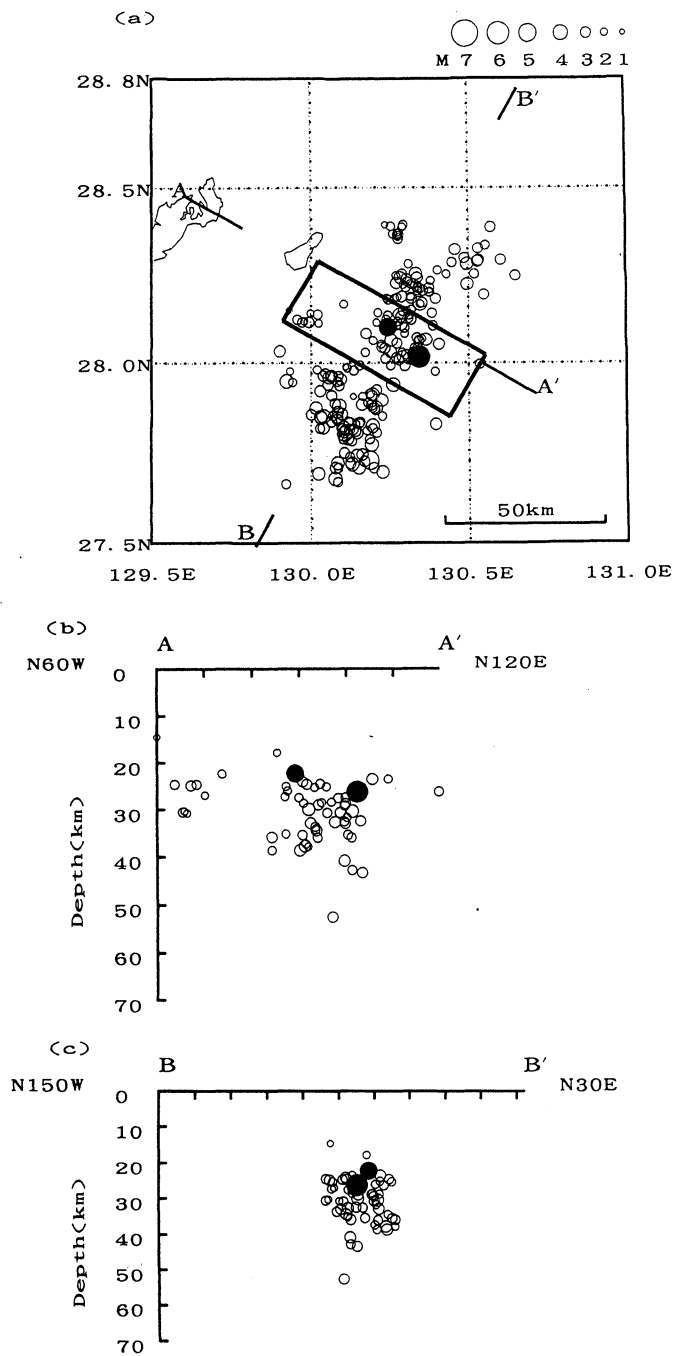 (a)
M 7 6 5 4 3 2 1
28.8N
B'
A
28.5N
28.0N
A'
50km
B
27.5N
129.5E 130.0E 130.5E 131.0E
(b)
A A'
N60W N120E
0
10
20
30
40
50
60
70
Depth(km)
(c)
B B'
N150W N30E
0
10
20
30
40
50
60
70
Depth(km)